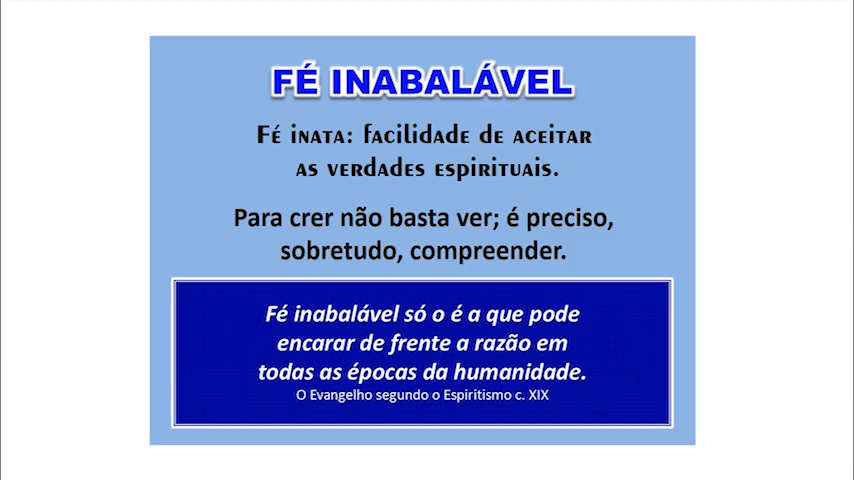 FÉ INABALÁVEL
Fé inata: facilidade de aceitar
as verdades espirituais.
Para crer não basta ver; é preciso,
sobretudo, compreender.
Fé inabalável só o é a que pode
encarar de frente a razão em
todas as épocas da humanidade.
O Evangelho segundo o Espiritismo c. XIX